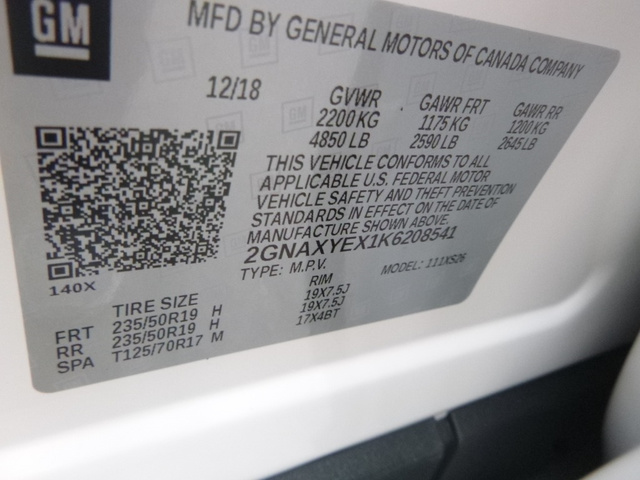 GM
MFD BY GENERAL MOTORS OF CANADA COMPANY
12/18 GVWR GAWR FRT GAWR RR
2200 KG 1175 KG 1200 KG
4850 LB 2590 LB 2645 LB
THIS VEHICLE CONFORMS TO ALL
APPLICABLE U.S. FEDERAL MOTOR
VEHICLE SAFETY AND THEFT PREVENTION
STANDARDS IN EFFECT ON THE DATE OF
MANUFACTURE SHOWN ABOVE.
2GNAXYEX1K6208541
140X TYPE: M.P.V. MODEL: 111XS26
TIRE SIZE RIM
FRT 235/50R19 H 19X7.5J
RR 235/50R19 H 19X7.5J
SPA T125/70R17 M 17X4BT